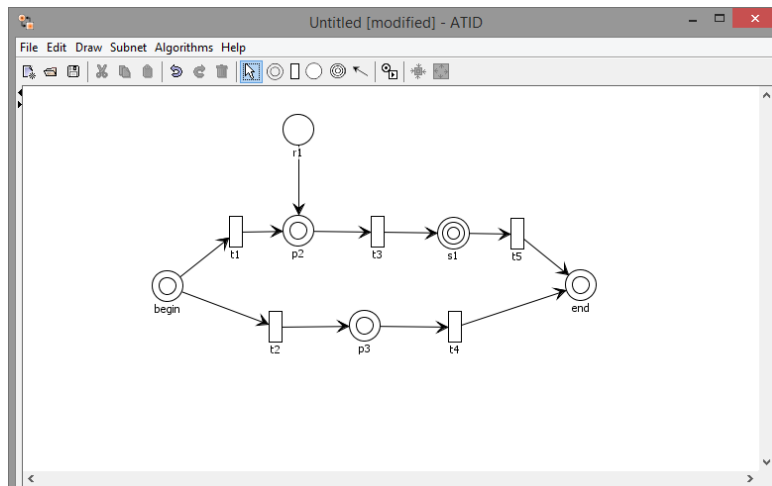 Untitled [modified] - ATID
File Edit Draw Subnet Algorithms Help
r1
t1 p2 t3 s1 t5
begin end
t2 p3 t4